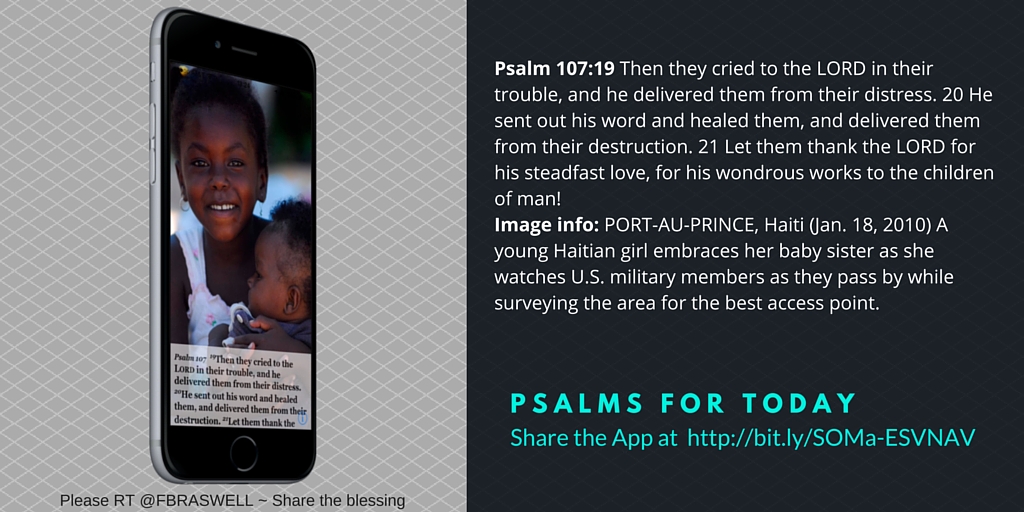 Psalm 107 ¹⁹Then they cried to the
LORD in their trouble, and he
delivered them from their distress.
²⁰He sent out his word and healed
them, and delivered them from their
destruction. ²¹Let them thank the
Please RT @FBRASWELL ~ Share the blessing
Psalm 107:19 Then they cried to the LORD in their
trouble, and he delivered them from their distress. 20 He
sent out his word and healed them, and delivered them
from their destruction. 21 Let them thank the LORD for
his steadfast love, for his wondrous works to the children
of man!
Image info: PORT-AU-PRINCE, Haiti (Jan. 18, 2010) A
young Haitian girl embraces her baby sister as she
watches U.S. military members as they pass by while
surveying the area for the best access point.
PSALMS FOR TODAY
Share the App at http://bit.ly/SOMa-ESVNAV